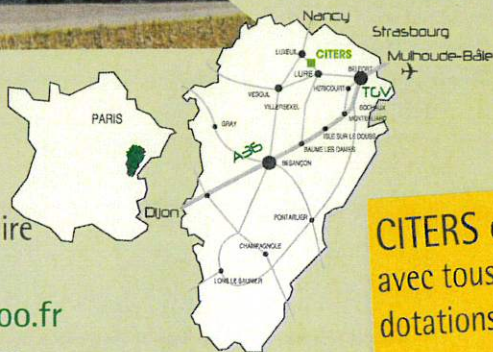 Nancy
Strasbourg
Mulhoude-Bâle
LUXEUIL
CITERS
LURE
BELFORT
HERICOURT
TGV
VESOUL
VILLERSEXEL
SOCHAUX
MONTBELIARD
GRAY
ISLE SUR LE DOUBS
BAUME LES DAMES
A36
BESANÇON
PARIS
Dijon
PONTARLIER
CHAMPAGNOLE
LONS LE SAUNIER
ire
oo.fr
CITERS
avec tous
dotations